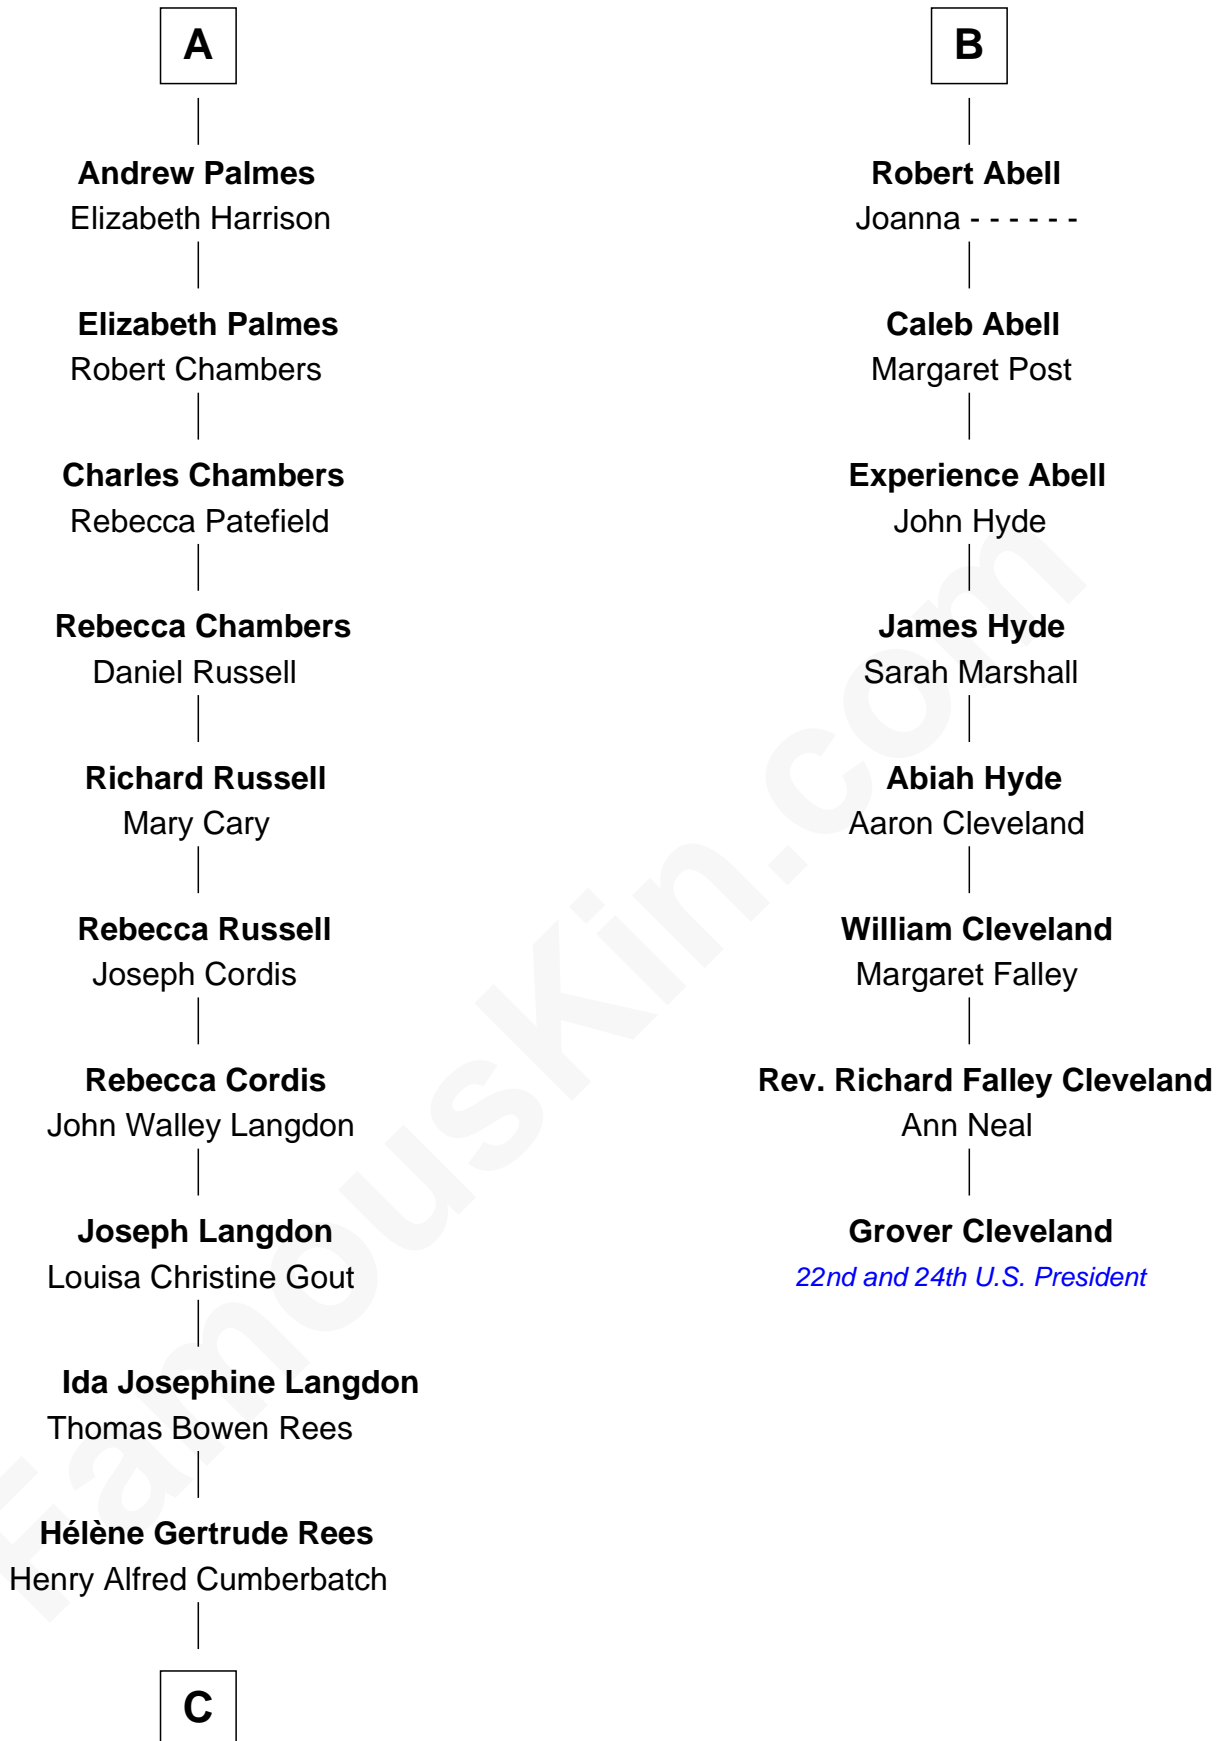 A
Andrew Palmes
Elizabeth Harrison
Elizabeth Palmes
Robert Chambers
Charles Chambers
Rebecca Patefield
Rebecca Chambers
Daniel Russell
Richard Russell
Mary Cary
Rebecca Russell
Joseph Cordis
Rebecca Cordis
John Walley Langdon
Joseph Langdon
Louisa Christine Gout
Ida Josephine Langdon
Thomas Bowen Rees
Hélène Gertrude Rees
Henry Alfred Cumberbatch
C
B
Robert Abell
Joanna - - - - - -
Caleb Abell
Margaret Post
Experience Abell
John Hyde
James Hyde
Sarah Marshall
Abiah Hyde
Aaron Cleveland
William Cleveland
Margaret Falley
Rev. Richard Falley Cleveland
Ann Neal
Grover Cleveland
22nd and 24th U.S. President
FamousKin.com